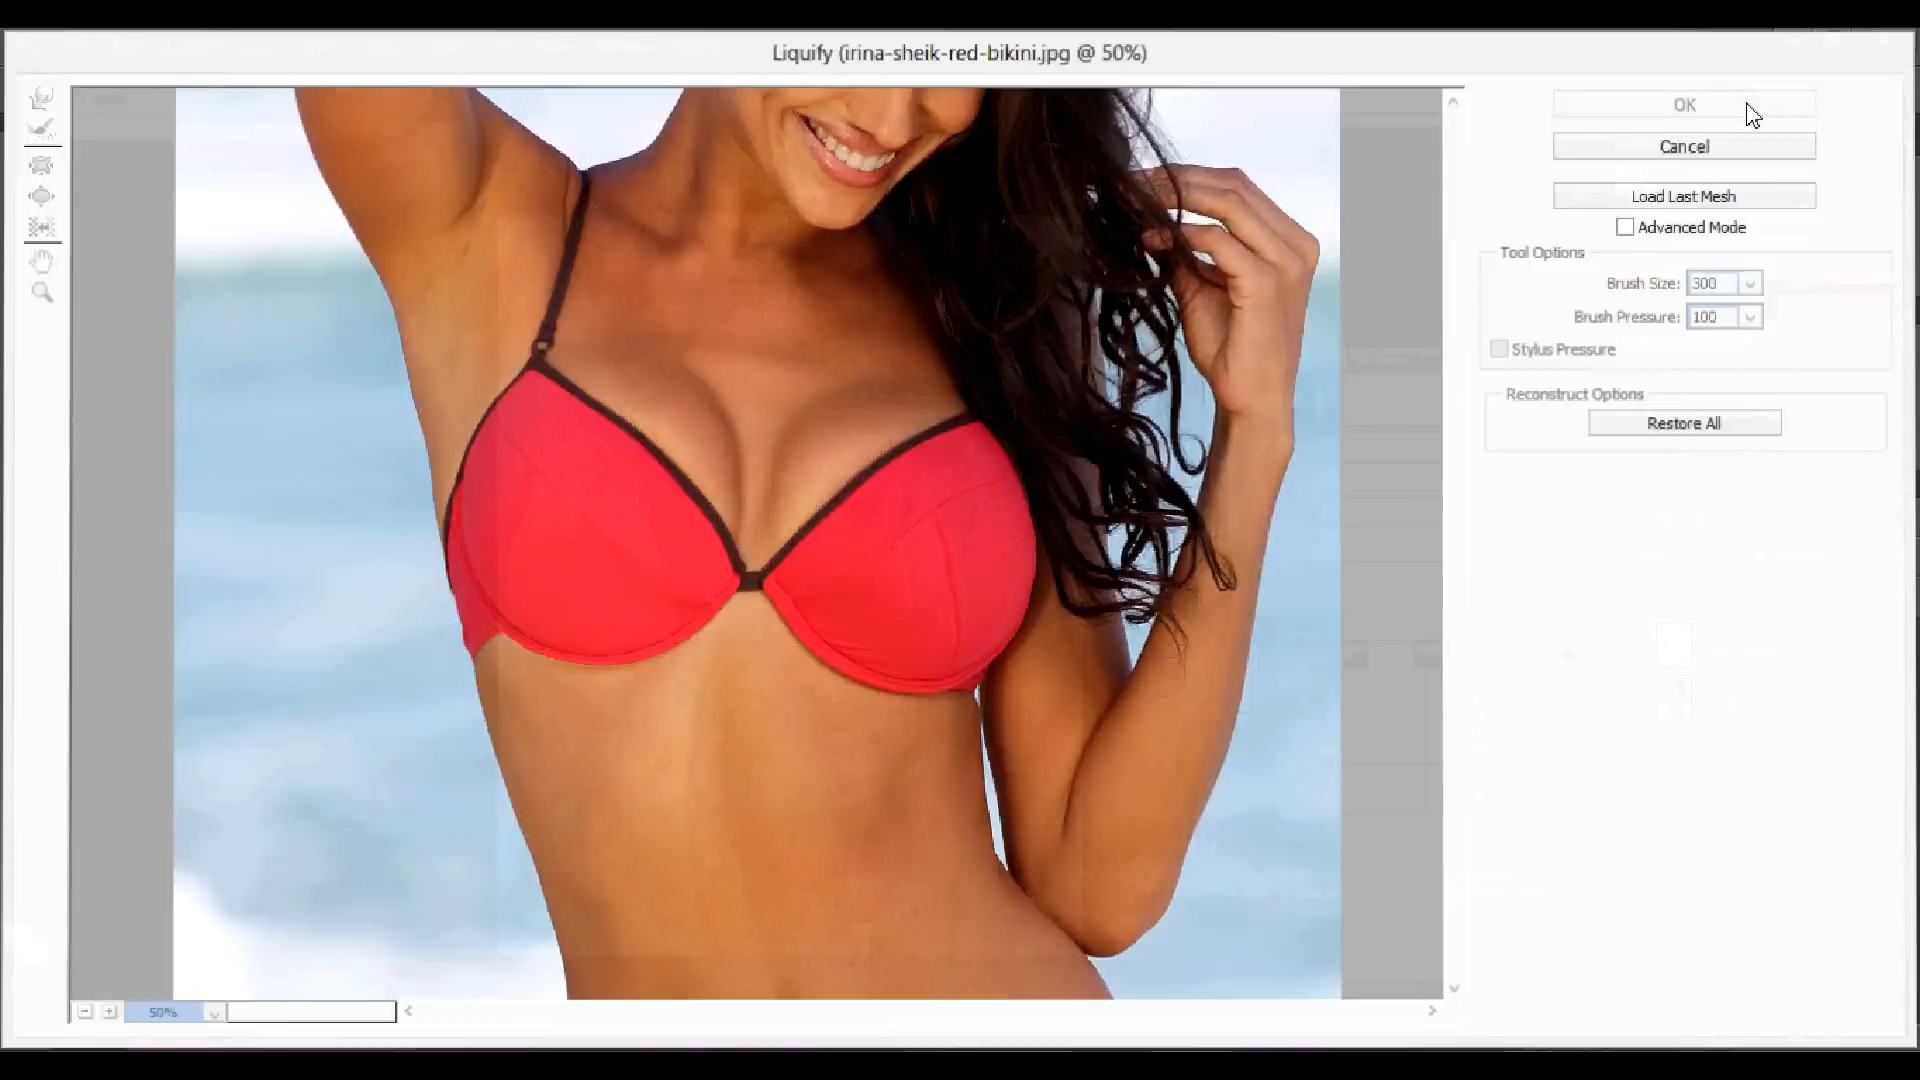 Liquify (irina-sheik-red-bikini.jpg @ 50%)
OK
Cancel
Load Last Mesh
Advanced Mode
Tool Options
Brush Size: 300
Brush Pressure: 100
Stylus Pressure
Reconstruct Options
Restore All
50%